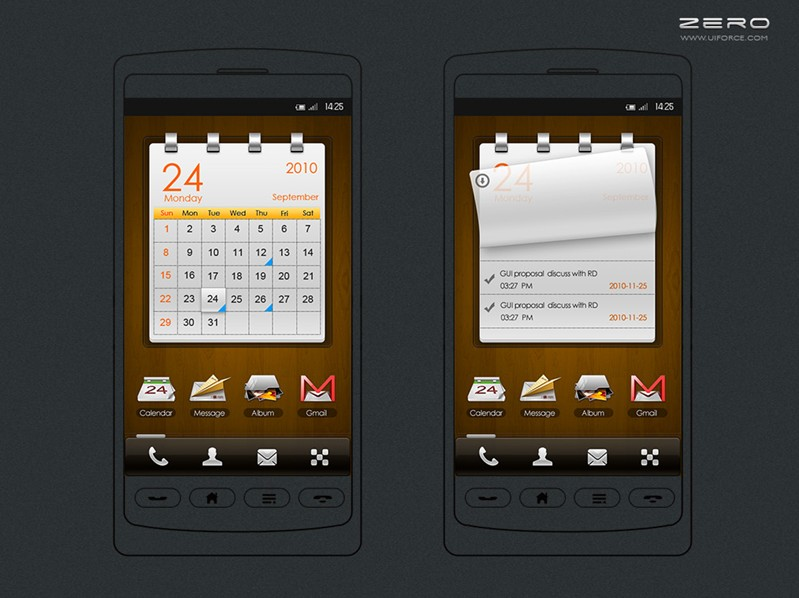 ZERO
WWW.UIFORCE.COM
14:25
24
2010
Monday
September
Sun Mon Tue Wed Thu Fri Sat
1 2 3 4 5 6 7
8 9 10 11 12 13 14
15 16 17 18 19 20 21
22 23 24 25 26 27 28
29 30 31
24
Calendar Message Album Gmail
14:25
24
2010
Monday
September
GUI proposal discuss with RD
03:27 PM 2010-11-25
GUI proposal discuss with RD
03:27 PM 2010-11-25
24
Calendar Message Album Gmail